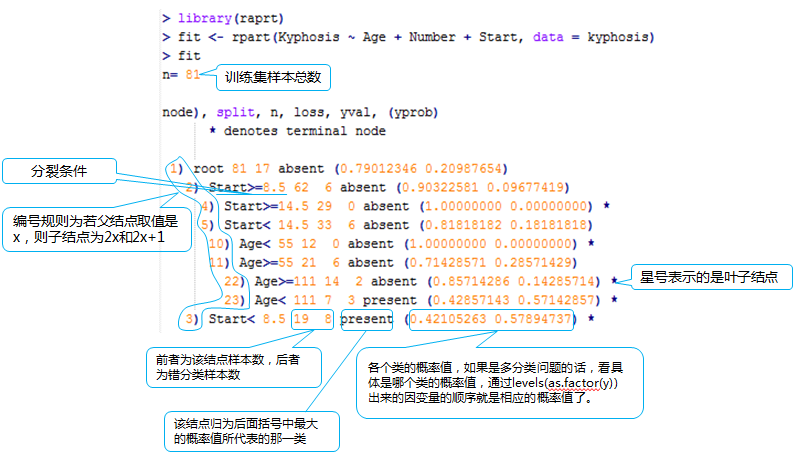 > library(raprt)
> fit <- rpart(Kyphosis ~ Age + Number + Start, data = kyphosis)
> fit
n= 81
训练集样本总数
node), split, n, loss, yval, (yprob)
* denotes terminal node
分裂条件
1) root 81 17 absent (0.79012346 0.20987654)
2) Start>=8.5 62 6 absent (0.90322581 0.09677419)
4) Start>=14.5 29 0 absent (1.00000000 0.00000000) *
5) Start< 14.5 33 6 absent (0.81818182 0.18181818)
10) Age< 55 12 0 absent (1.00000000 0.00000000) *
11) Age>=55 21 6 absent (0.71428571 0.28571429)
22) Age>=111 14 2 absent (0.85714286 0.14285714) *
23) Age< 111 7 3 present (0.42857143 0.57142857) *
3) Start< 8.5 19 8 present (0.42105263 0.57894737) *
编号规则为若父结点取值是
x，则子结点为2x和2x+1
星号表示的是叶子结点
前者为该结点样本数，后者
为错分类样本数
各个类的概率值，如果是多分类问题的话，看具
体是哪个类的概率值，通过levels(as.factor(y))
出来的因变量的顺序就是相应的概率值了。
该结点归为后面括号中最大
的概率值所代表的那一类